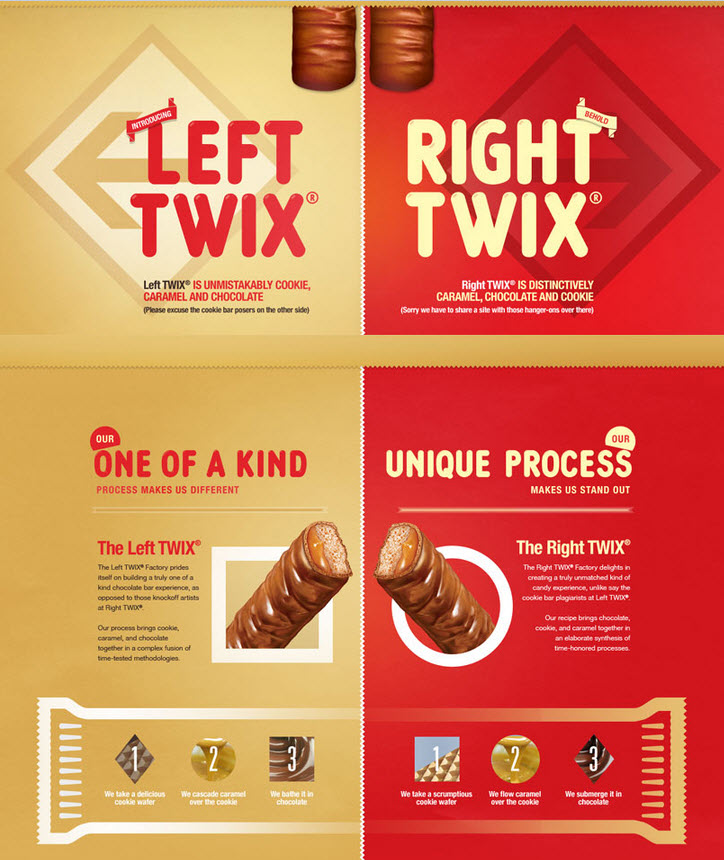 INTRODUCING
LEFT
TWIX®
Left TWIX® IS UNMISTAKABLY COOKIE,
CARAMEL AND CHOCOLATE
(Please excuse the cookie bar posers on the other side)
BEHOLD
RIGHT
TWIX®
Right TWIX® IS DISTINCTIVELY
CARAMEL, CHOCOLATE AND COOKIE
(Sorry we have to share a site with those hanger-ons over there)
OUR
ONE OF A KIND
PROCESS MAKES US DIFFERENT
The Left TWIX®
The Left TWIX® Factory prides
itself on building a truly one of a
kind chocolate bar experience, as
opposed to those knockoff artists
at Right TWIX®.
Our process brings cookie,
caramel, and chocolate
together in a complex fusion of
time-tested methodologies.
OUR
UNIQUE PROCESS
MAKES US STAND OUT
The Right TWIX®
The Right TWIX® Factory delights in
creating a truly unmatched kind of
candy experience, unlike say the
cookie bar plagiarists at Left TWIX®.
Our recipe brings chocolate,
cookie, and caramel together in
an elaborate synthesis of
time-honored processes.
1
We take a delicious
cookie wafer
2
We cascade caramel
over the cookie
3
We bathe it in
chocolate
1
We take a scrumptious
cookie wafer
2
We flow caramel
over the cookie
3
We submerge it in
chocolate